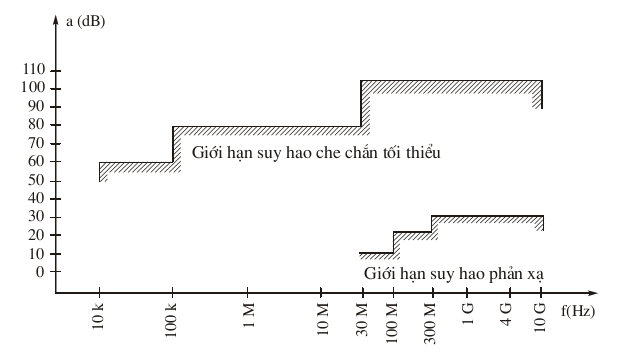 a (dB)
110
100
90
80
70
60
50
40
30
20
10
0
Giới hạn suy hao che chắn tối thiểu
Giới hạn suy hao phản xạ
10 k
100 k
1 M
10 M
30 M
100 M
300 M
1 G
4 G
10 G
f(Hz)